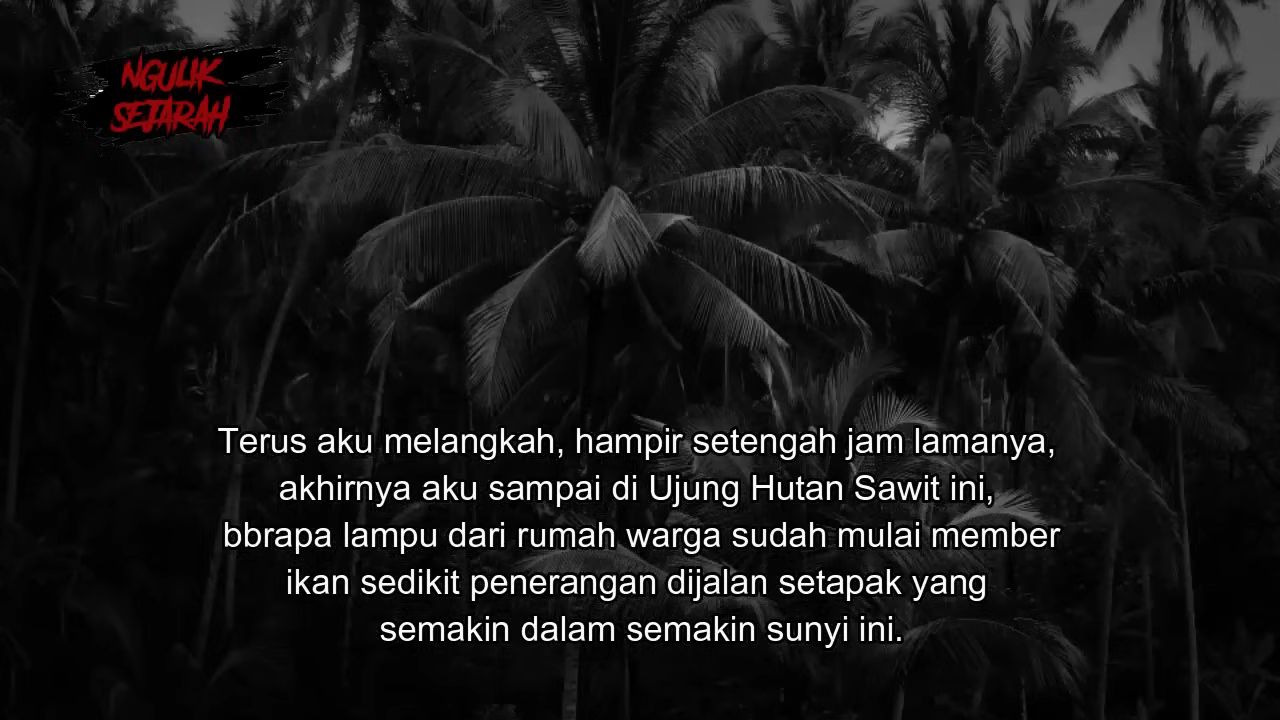 NGULIK
SEJARAH
Terus aku melangkah, hampir setengah jam lamanya,
akhirnya aku sampai di Ujung Hutan Sawit ini,
bbrapa lampu dari rumah warga sudah mulai member
ikan sedikit penerangan dijalan setapak yang
semakin dalam semakin sunyi ini.